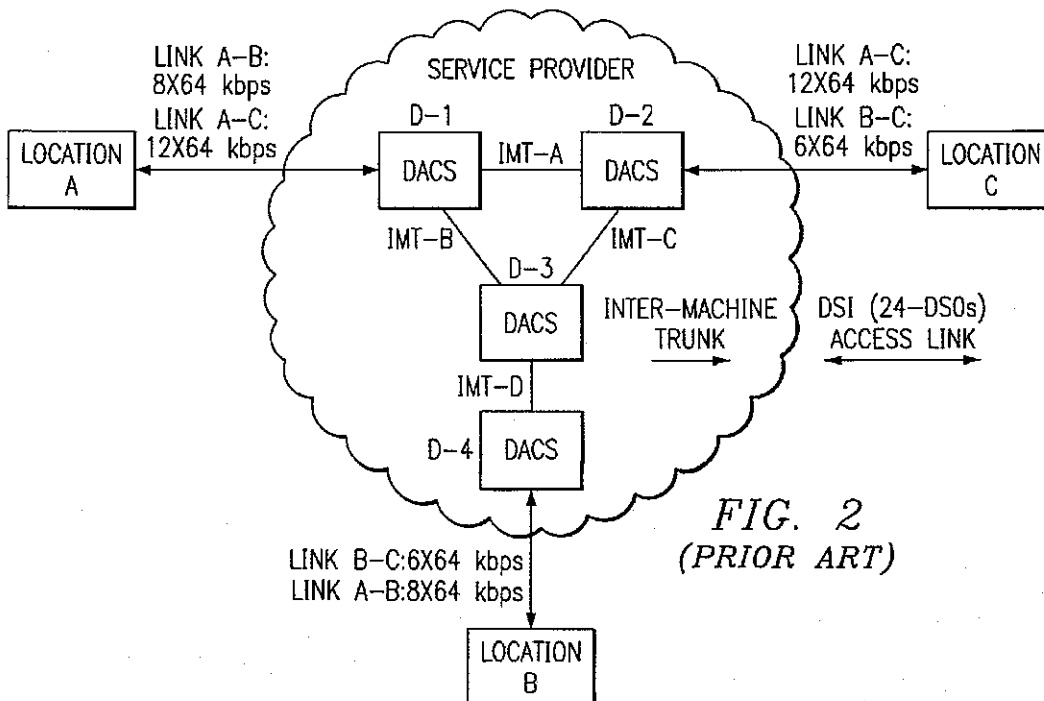 LINK A-B:
8X64 kbps
LINK A-C:
12X64 kbps
SERVICE PROVIDER
LINK A-C:
12X64 kbps
LINK B-C:
6X64 kbps
LOCATION
A
D-1
DACS
IMT-A
D-2
DACS
LOCATION
C
IMT-B
IMT-C
D-3
DACS
INTER-MACHINE
TRUNK
DSI (24-DSOs)
ACCESS LINK
IMT-D
D-4
DACS
FIG. 2
(PRIOR ART)
LINK B-C:6X64 kbps
LINK A-B:8X64 kbps
LOCATION
B